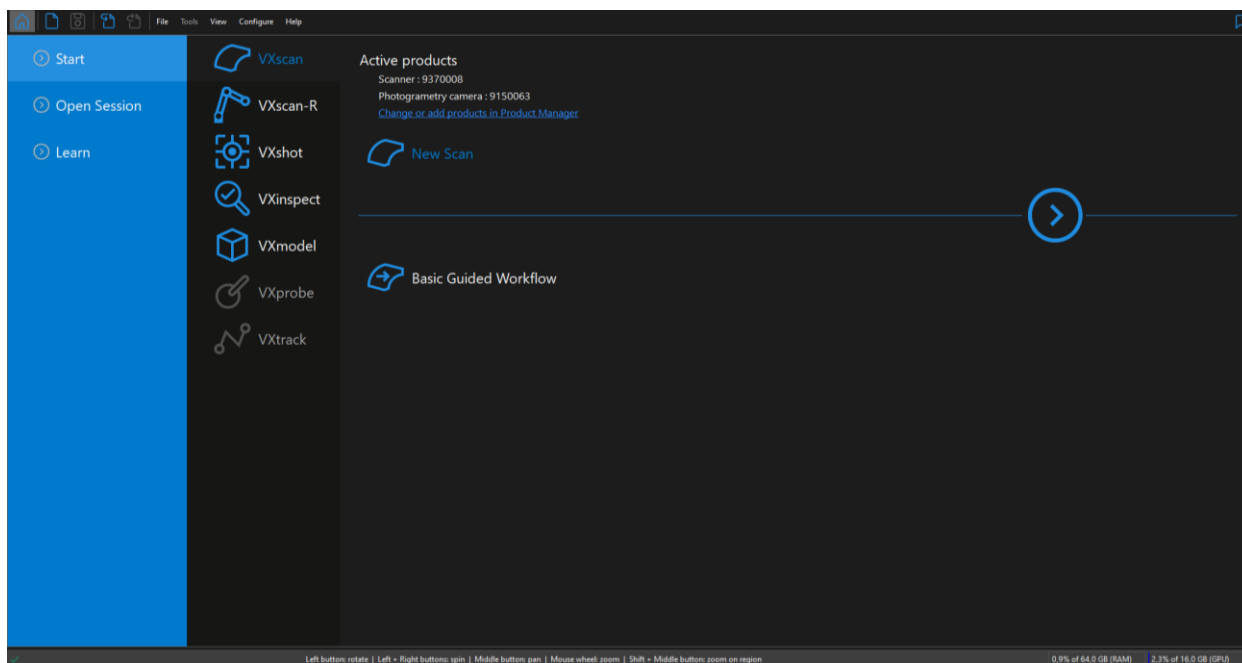 File Tools View Configure Help
Start
Open Session
Learn
VXscan
VXscan-R
VXshot
VXinspect
VXmodel
VXprobe
VXtrack
Active products
Scanner : 9370008
Photogrametry camera : 9150063
Change or add products in Product Manager
New Scan
Basic Guided Workflow
Left button: rotate | Left + Right buttons: spin | Middle button: pan | Mouse wheel: zoom | Shift + Middle button: zoom on region
0,9% of 64,0 GB (RAM) 2,3% of 16,0 GB (GPU)